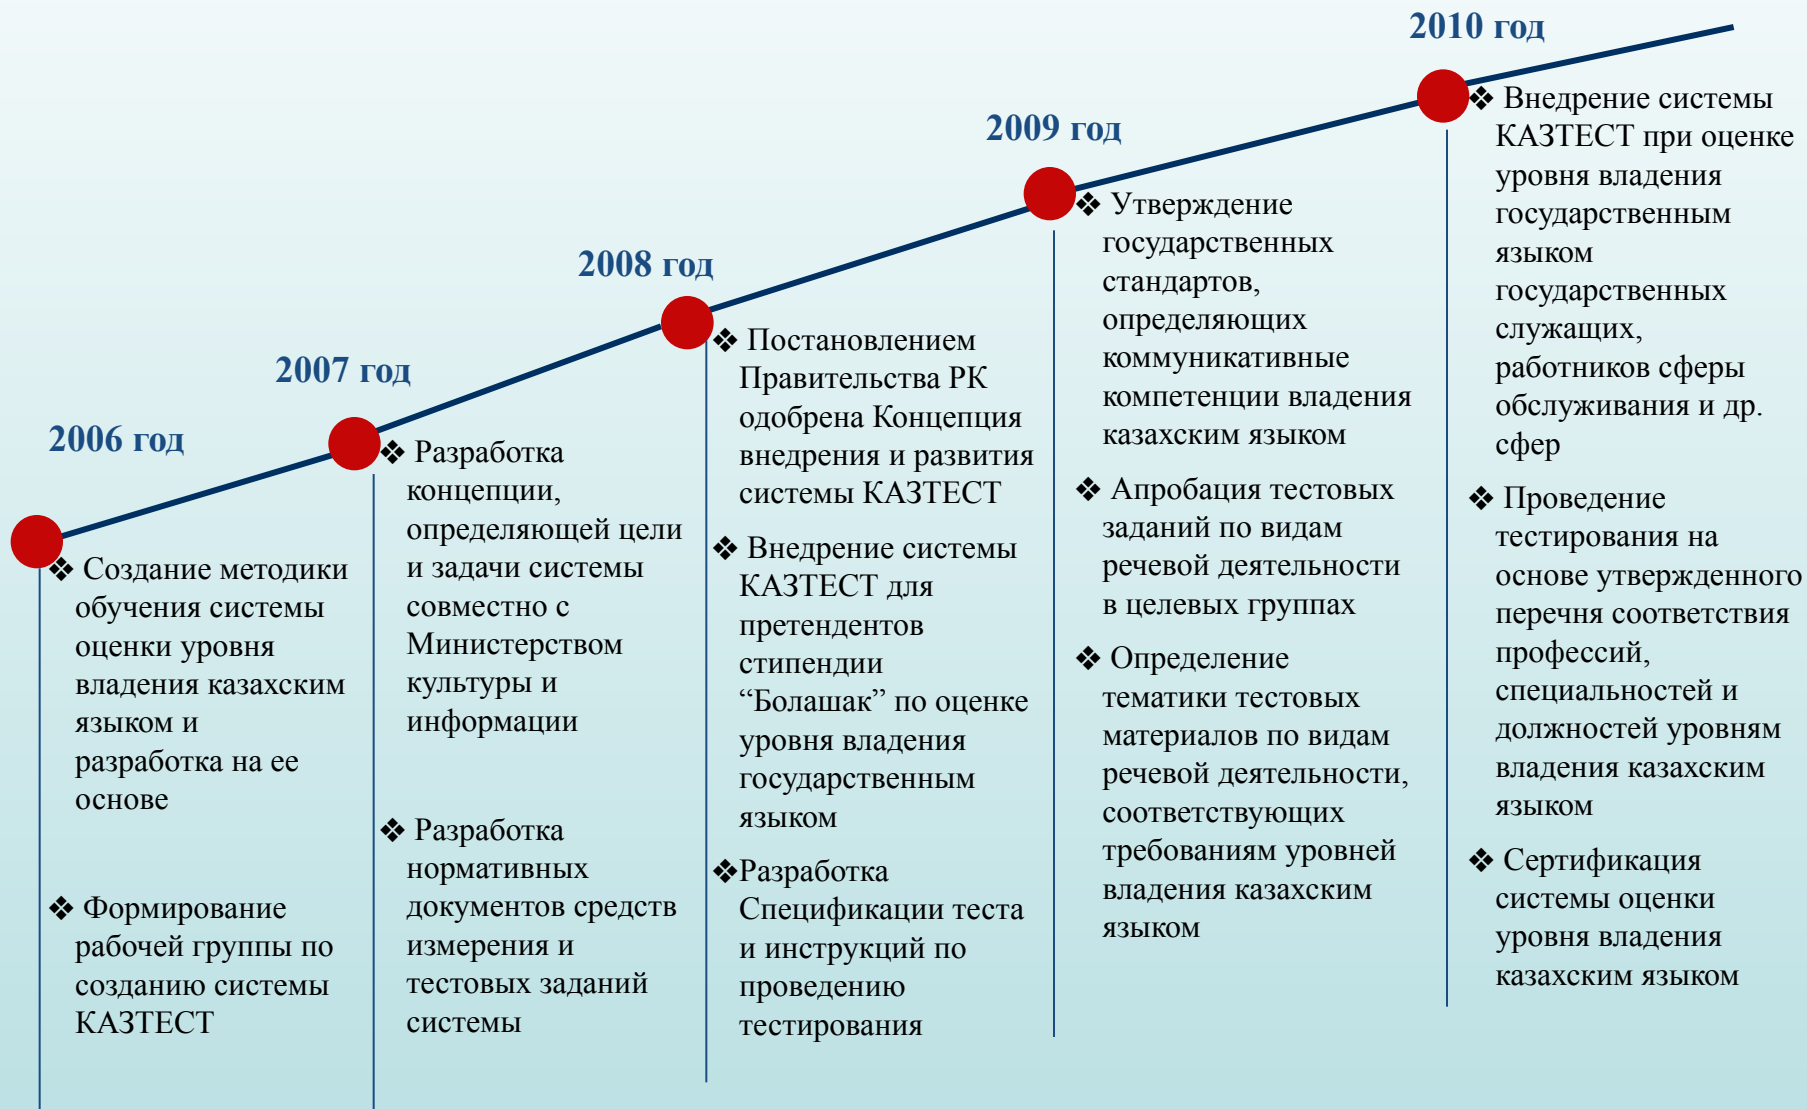 2006 год
❖ Создание методики
обучения системы
оценки уровня
владения казахским
языком и
разработка на ее
основе
❖ Формирование
рабочей группы по
созданию системы
КАЗТЕСТ
2007 год
❖ Разработка
концепции,
определяющей цели
и задачи системы
совместно с
Министерством
культуры и
информации
❖ Разработка
нормативных
документов средств
измерения и
тестовых заданий
системы
2008 год
❖ Постановлением
Правительства РК
одобрена Концепция
внедрения и развития
системы КАЗТЕСТ
❖ Внедрение системы
КАЗТЕСТ для
претендентов
стипендии
“Болашак” по оценке
уровня владения
государственным
языком
❖Разработка
Спецификации теста
и инструкций по
проведению
тестирования
2009 год
❖ Утверждение
государственных
стандартов,
определяющих
коммуникативные
компетенции владения
казахским языком
❖ Апробация тестовых
заданий по видам
речевой деятельности
в целевых группах
❖ Определение
тематики тестовых
материалов по видам
речевой деятельности,
соответствующих
требованиям уровней
владения казахским
языком
2010 год
❖ Внедрение системы
КАЗТЕСТ при оценке
уровня владения
государственным
языком
государственных
служащих,
работников сферы
обслуживания и др.
сфер
❖ Проведение
тестирования на
основе утвержденного
перечня соответствия
профессий,
специальностей и
должностей уровням
владения казахским
языком
❖ Сертификация
системы оценки
уровня владения
казахским языком